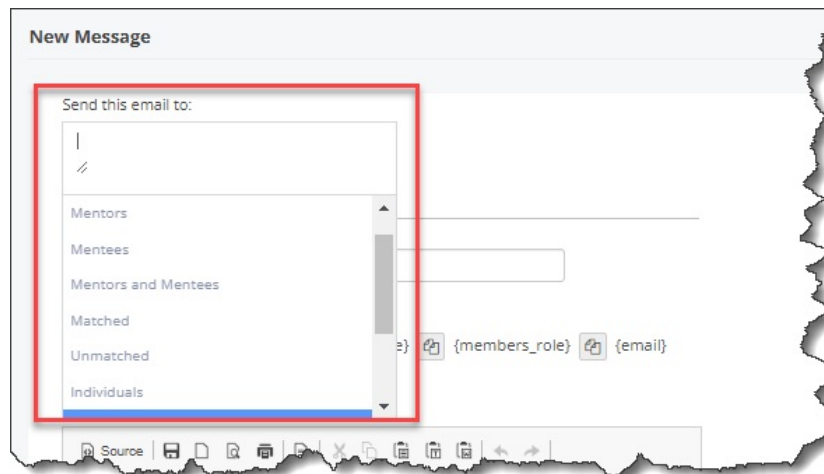 New Message
Send this email to:
Mentors
Mentees
Mentors and Mentees
Matched
Unmatched
Individuals
{members_role} {email}
Source